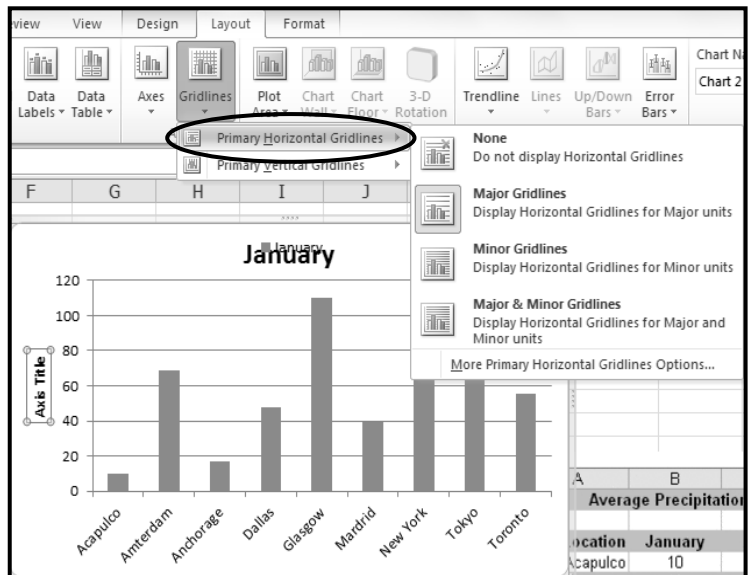 view View Design Layout Format
Data Labels Data Table Axes Gridlines Plot Area Chart Wall Chart Floor 3-D Rotation Trendline Lines Up/Down Bars Error Bars
Chart Na
Chart 2
Primary Horizontal Gridlines
Primary Vertical Gridlines
None
Do not display Horizontal Gridlines
Major Gridlines
Display Horizontal Gridlines for Major units
Minor Gridlines
Display Horizontal Gridlines for Minor units
Major & Minor Gridlines
Display Horizontal Gridlines for Major and
Minor units
More Primary Horizontal Gridlines Options...
F G H I J
January
January
120
100
80
60
40
20
0
Axis Title
Acapulco
Amterdam
Anchorage
Dallas
Glasgow
Mardrid
New York
Tokyo
Toronto
A B
Average Precipitation
ocation January
Acapulco 10